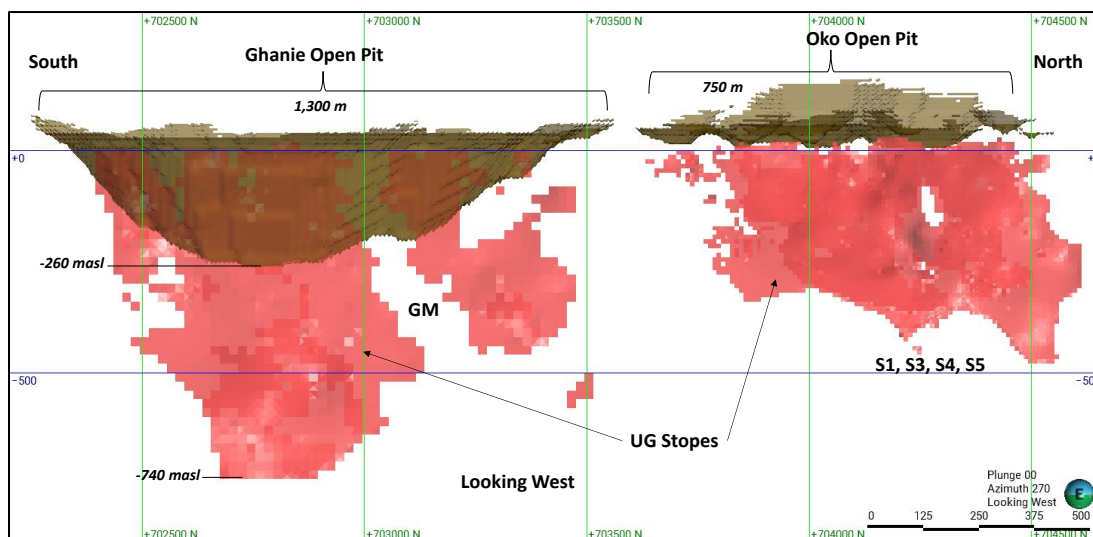 +702500 N
+703000 N
+703500 N
+704000 N
+704500 N
South
Ghanie Open Pit
Oko Open Pit
North
1,300 m
750 m
+0
+
-260 masl
GM
S1, S3, S4, S5
-500
-50
UG Stopes
-740 masl
Looking West
Plunge 00
Azimuth 270
Looking West
E
0 125 250 375 500
+702500 N
+703000 N
+703500 N
+704000 N
+704500 N